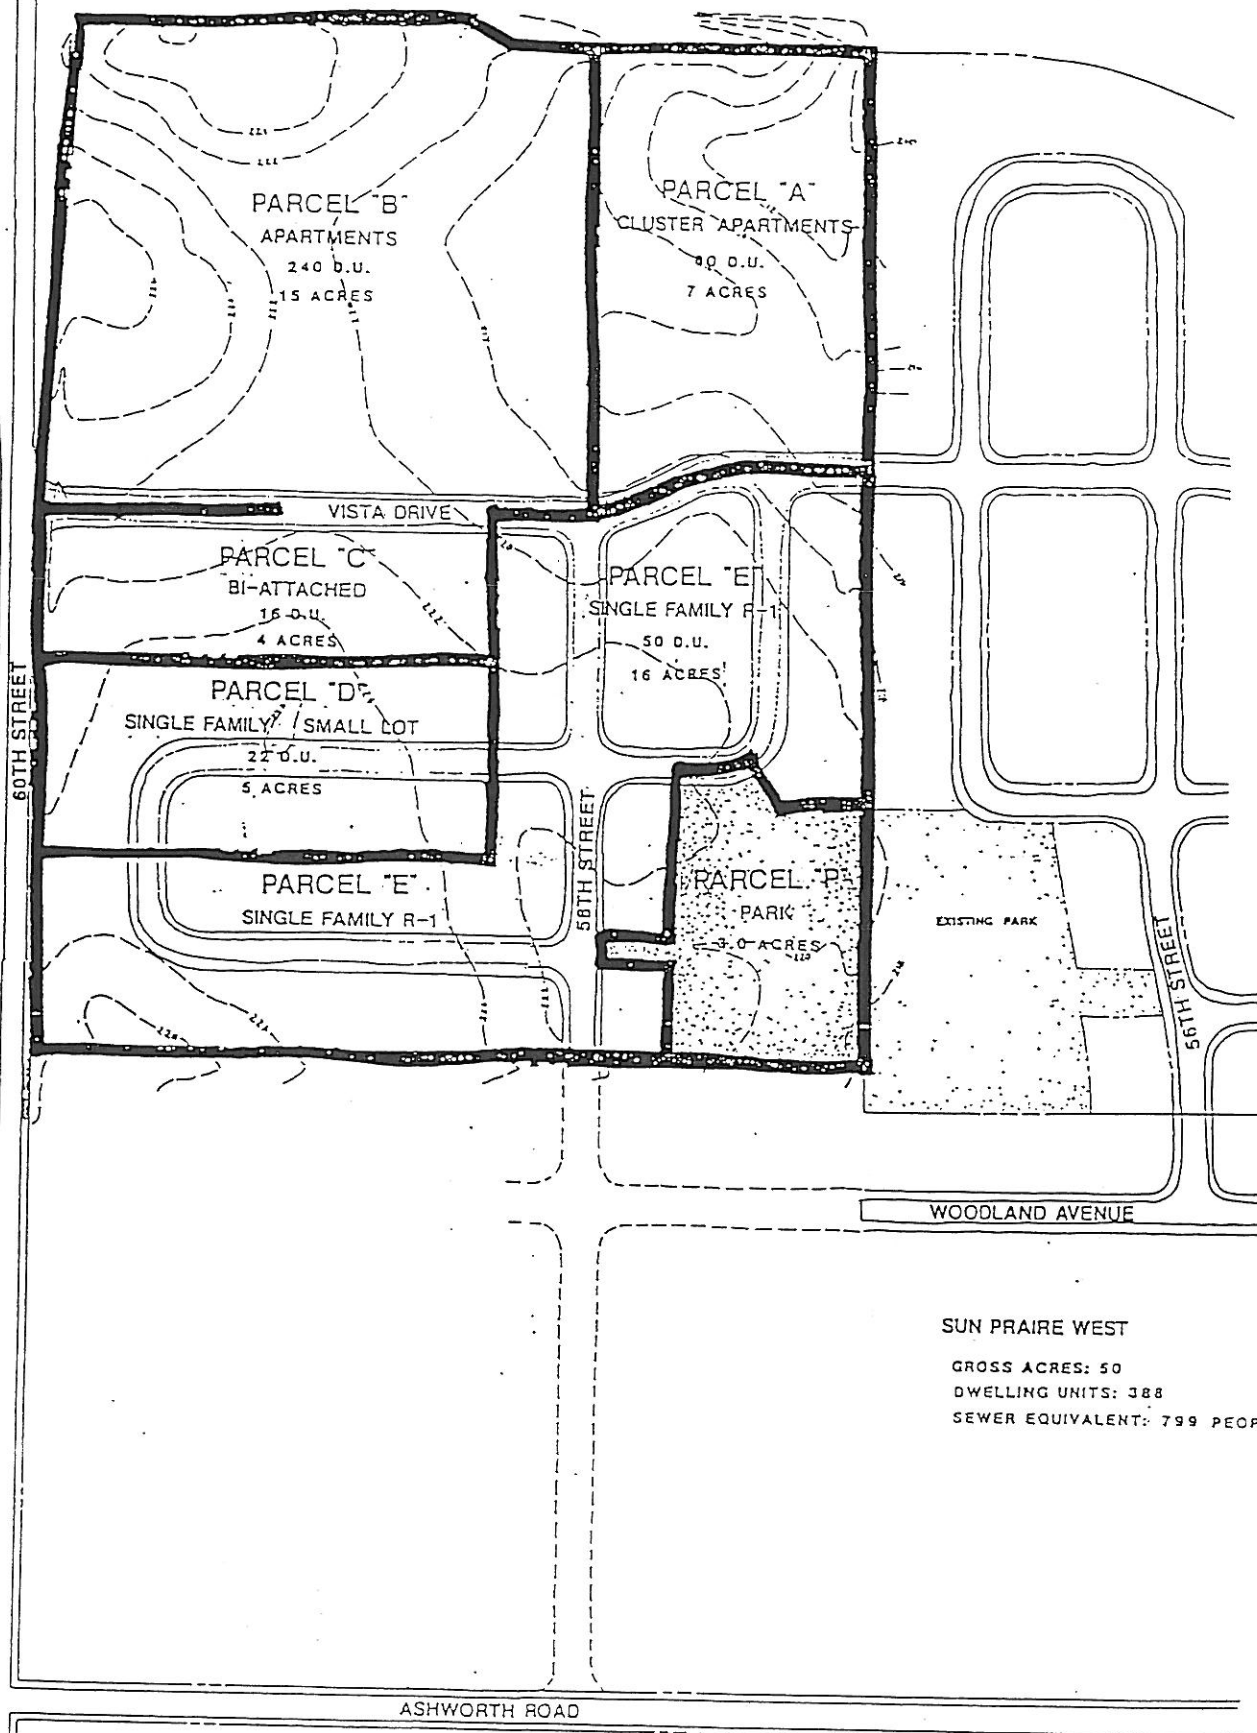 PARCEL "B"
APARTMENTS
240 D.U.
15 ACRES
PARCEL "A"
CLUSTER APARTMENTS
D.U.
7 ACRES
VISTA DRIVE
PARCEL "C"
BI-ATTACHED
16 D.U.
4 ACRES
PARCEL "E"
SINGLE FAMILY R-1
50 D.U.
16 ACRES
PARCEL "D"
SINGLE FAMILY / SMALL LOT
22 D.U.
5 ACRES
60TH STREET
58TH STREET
PARCEL "E"
SINGLE FAMILY R-1
PARCEL "P"
PARK
3.0 ACRES
EXISTING PARK
56TH STREET
WOODLAND AVENUE
SUN PRAIRE WEST
GROSS ACRES: 50
DWELLING UNITS: 388
SEWER EQUIVALENT: 799 PEOP
ASHWORTH ROAD